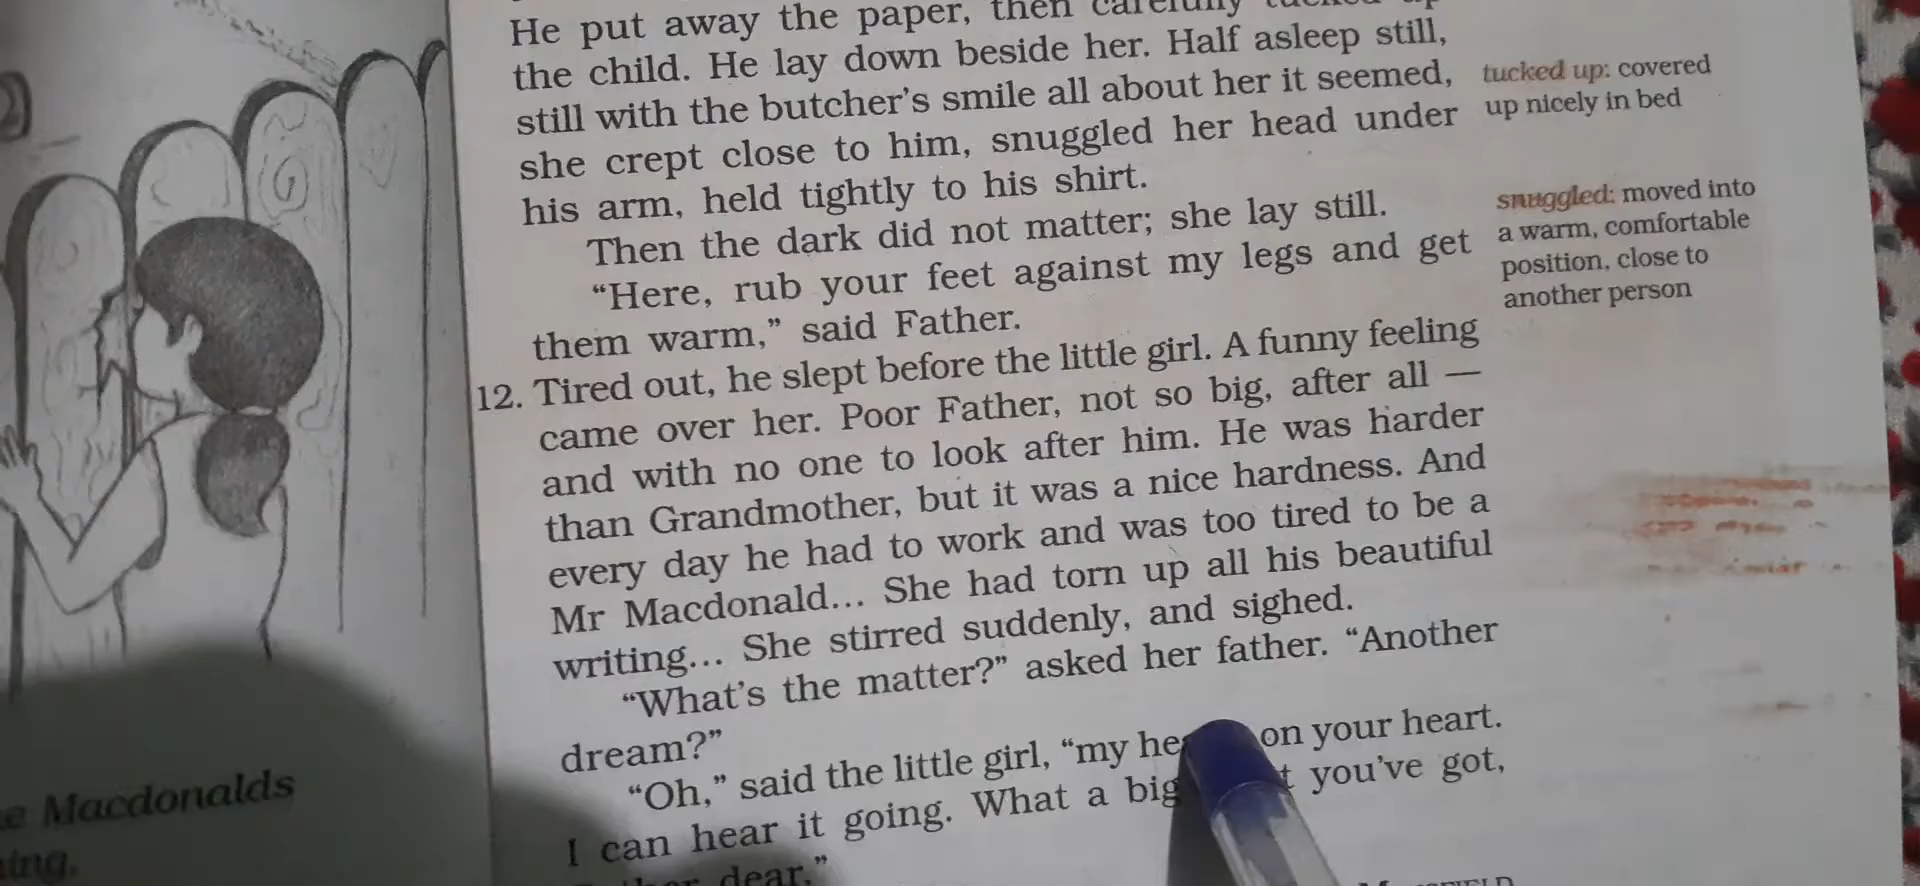 He put away the paper, then carefully tucked up
the child. He lay down beside her. Half asleep still,
still with the butcher's smile all about her it seemed,
she crept close to him, snuggled her head under
his arm, held tightly to his shirt.
Then the dark did not matter; she lay still.
“Here, rub your feet against my legs and get
them warm,” said Father.
12. Tired out, he slept before the little girl. A funny feeling
came over her. Poor Father, not so big, after all —
and with no one to look after him. He was harder
than Grandmother, but it was a nice hardness. And
every day he had to work and was too tired to be a
Mr Macdonald... She had torn up all his beautiful
writing... She stirred suddenly, and sighed.
“What's the matter?” asked her father. “Another
dream?”
“Oh,” said the little girl, “my on your heart.
I can hear it going. What a big you've got,
dear.”
tucked up: covered
up nicely in bed
snuggled: moved into
a warm, comfortable
position, close to
another person
Macdonalds